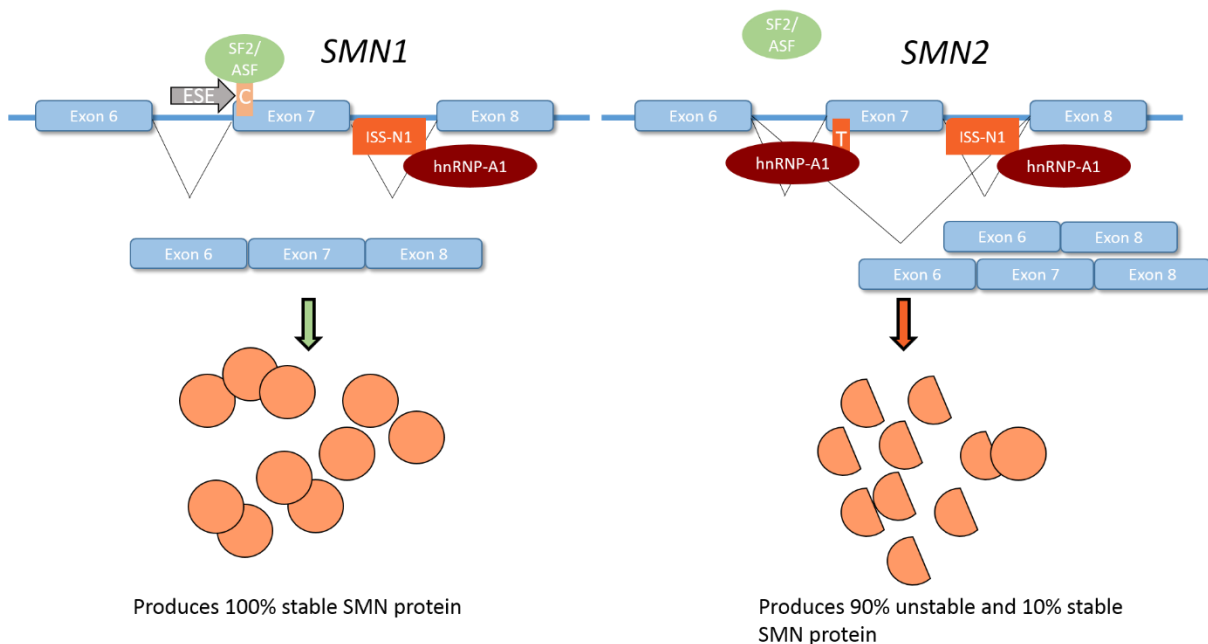 SF2/
ASF
SMN1
ESE
C
Exon 6
Exon 7
Exon 8
ISS-N1
hnRNP-A1
Exon 6
Exon 7
Exon 8
Produces 100% stable SMN protein
SF2/
ASF
SMN2
Exon 6
Exon 7
Exon 8
T
ISS-N1
hnRNP-A1
hnRNP-A1
Exon 6
Exon 8
Exon 6
Exon 7
Exon 8
Produces 90% unstable and 10% stable
SMN protein